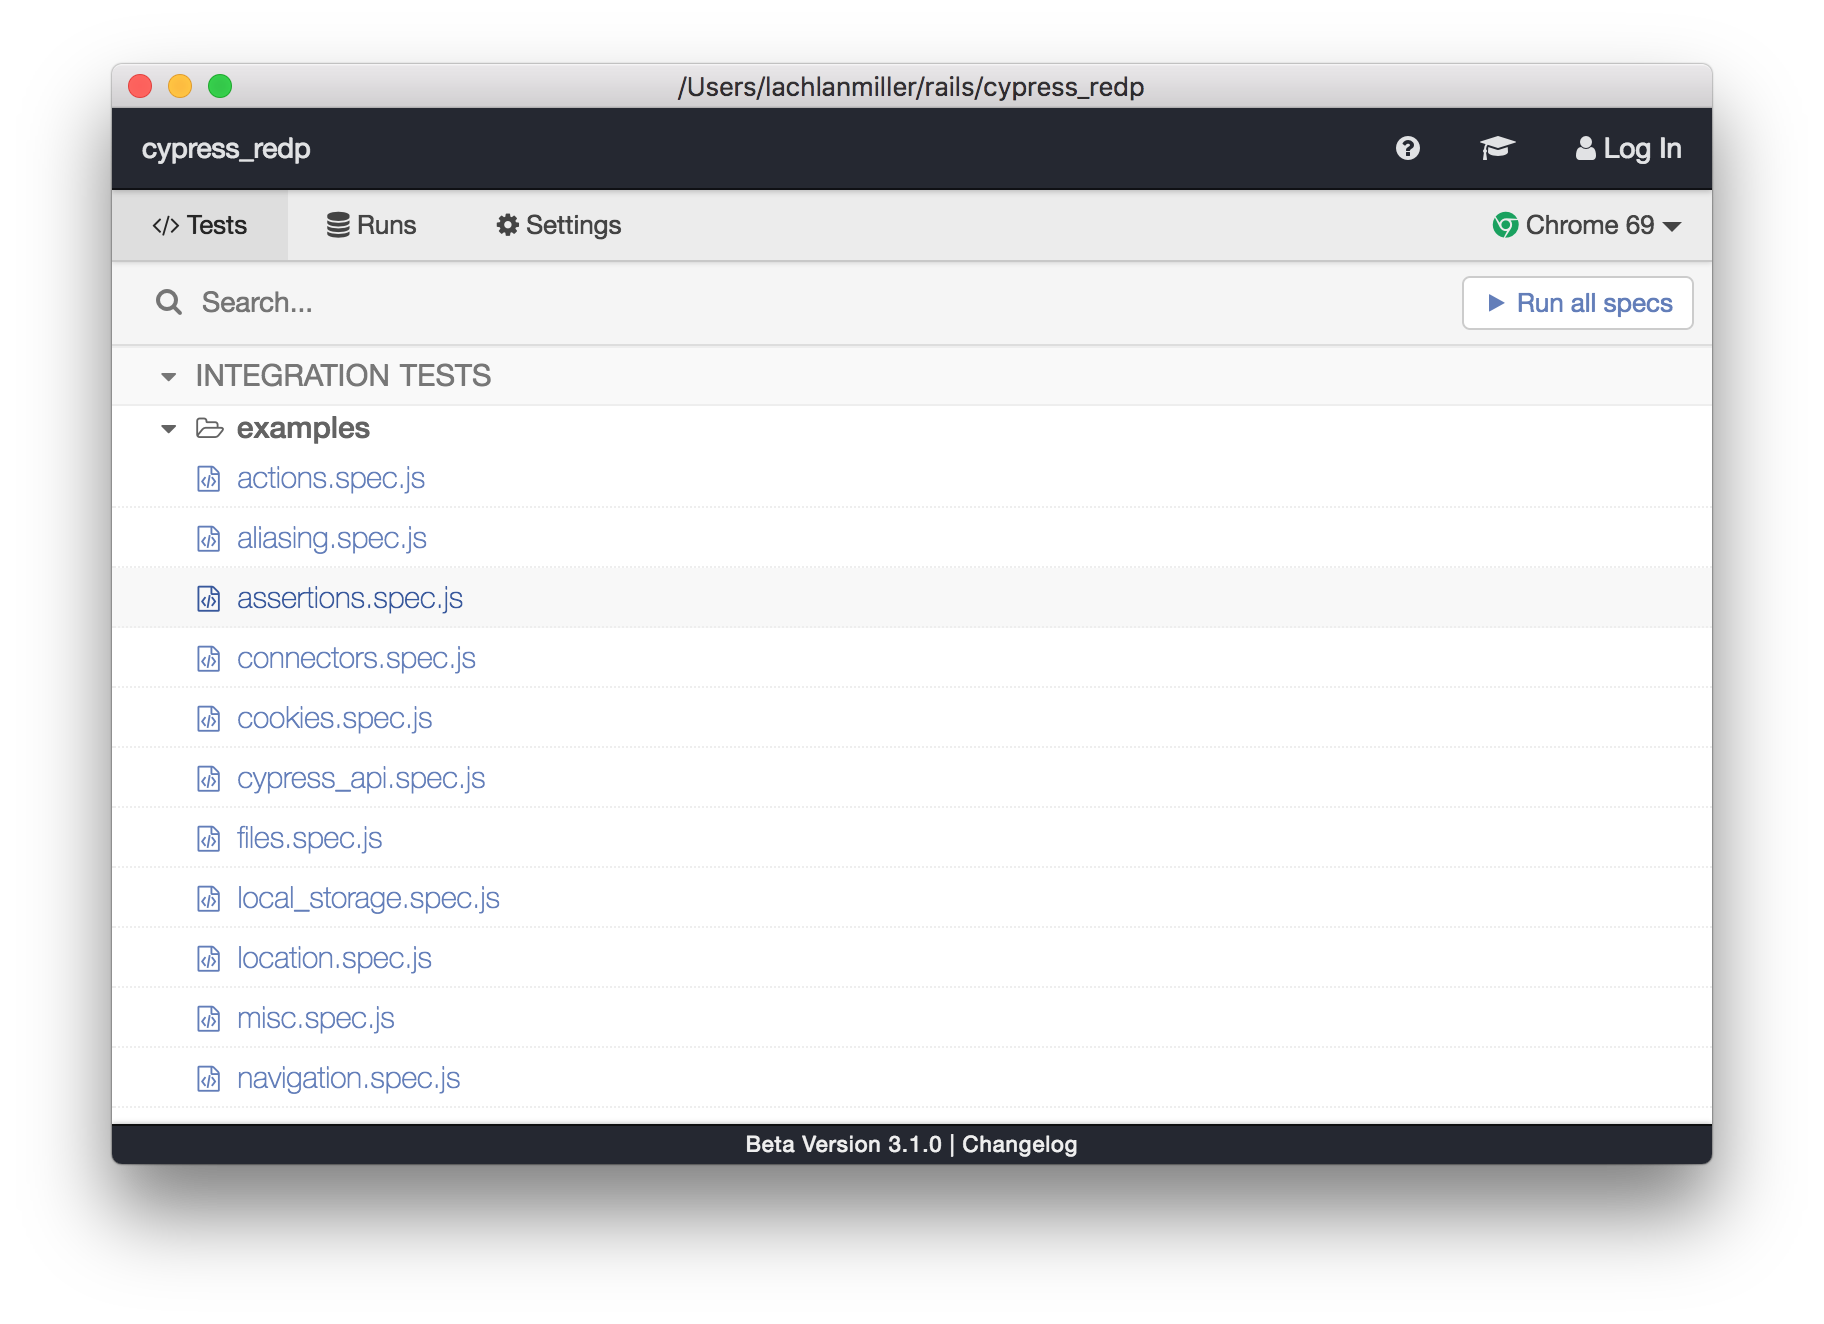 /Users/lachlanmiller/rails/cypress_redp
cypress_redp
Log In
Tests
Runs
Settings
Chrome 69
Search...
Run all specs
INTEGRATION TESTS
examples
actions.spec.js
aliasing.spec.js
assertions.spec.js
connectors.spec.js
cookies.spec.js
cypress_api.spec.js
files.spec.js
local_storage.spec.js
location.spec.js
misc.spec.js
navigation.spec.js
Beta Version 3.1.0 | Changelog